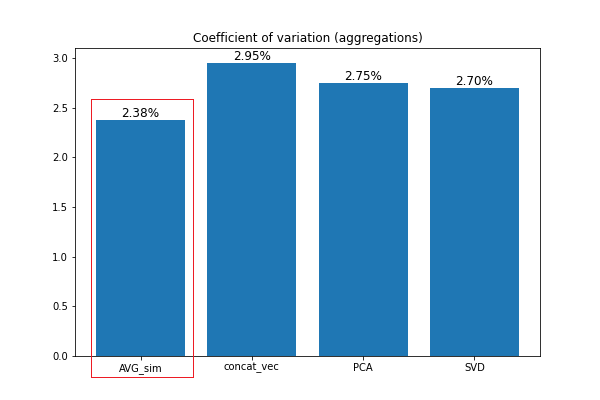 Coefficient of variation (aggregations)
3.0
2.5
2.0
1.5
1.0
0.5
0.0
2.38%
2.95%
2.75%
2.70%
AVG_sim
concat_vec
PCA
SVD